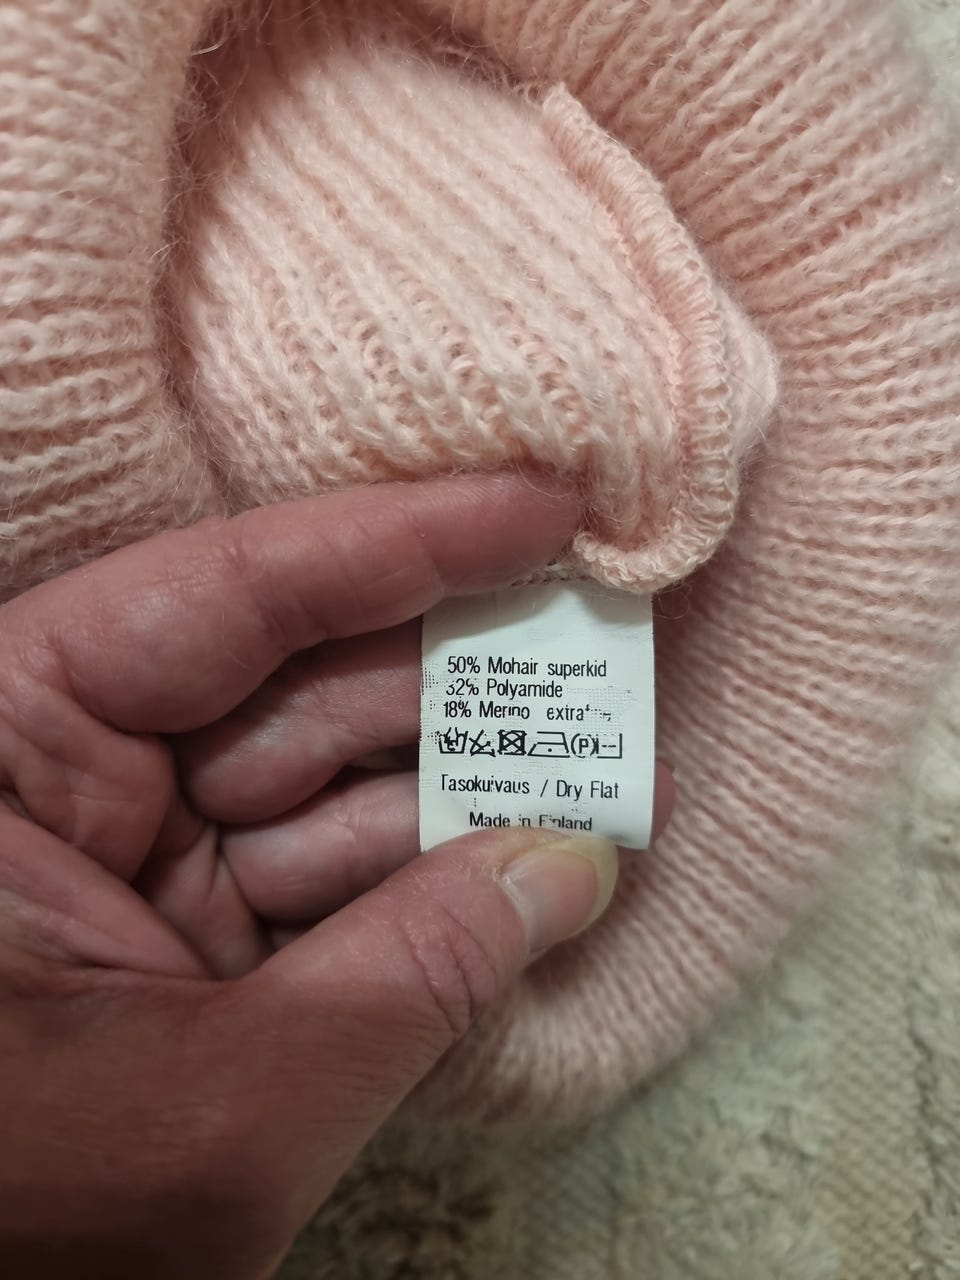 50% Mohair superkid
32% Polyamide
18% Merino
P
Tasokuivaus / Dry Flat
Made in Finland